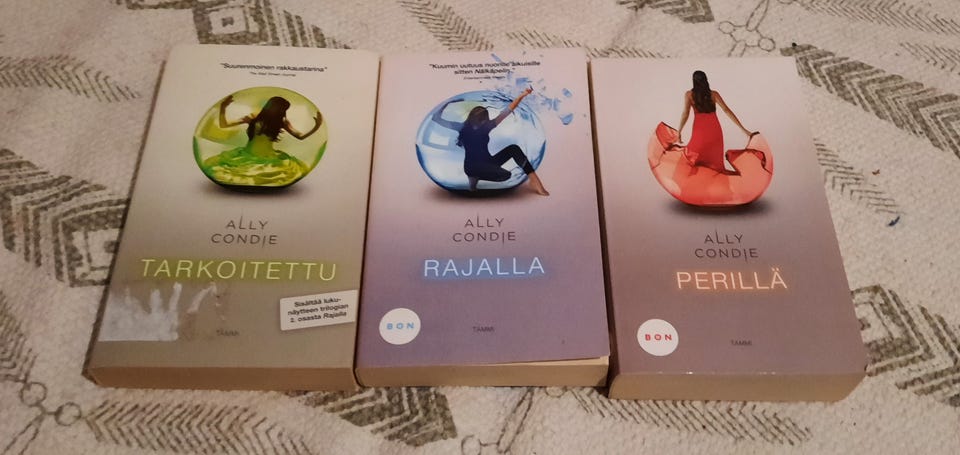 "Suurenmoinen rakkaustarina"
The Wall Street Journal
ALLY
CONDIE
TARKOITETTU
Sisältää luku-
näytteen trilogian
2. osasta Rajalla
TAMMI
"Kuumin uutuus nuorille aikuisille
sitten Nälkäpelin."
ALLY
CONDIE
RAJALLA
BON
TAMMI
ALLY
CONDIE
PERILLÄ
BON
TAMMI